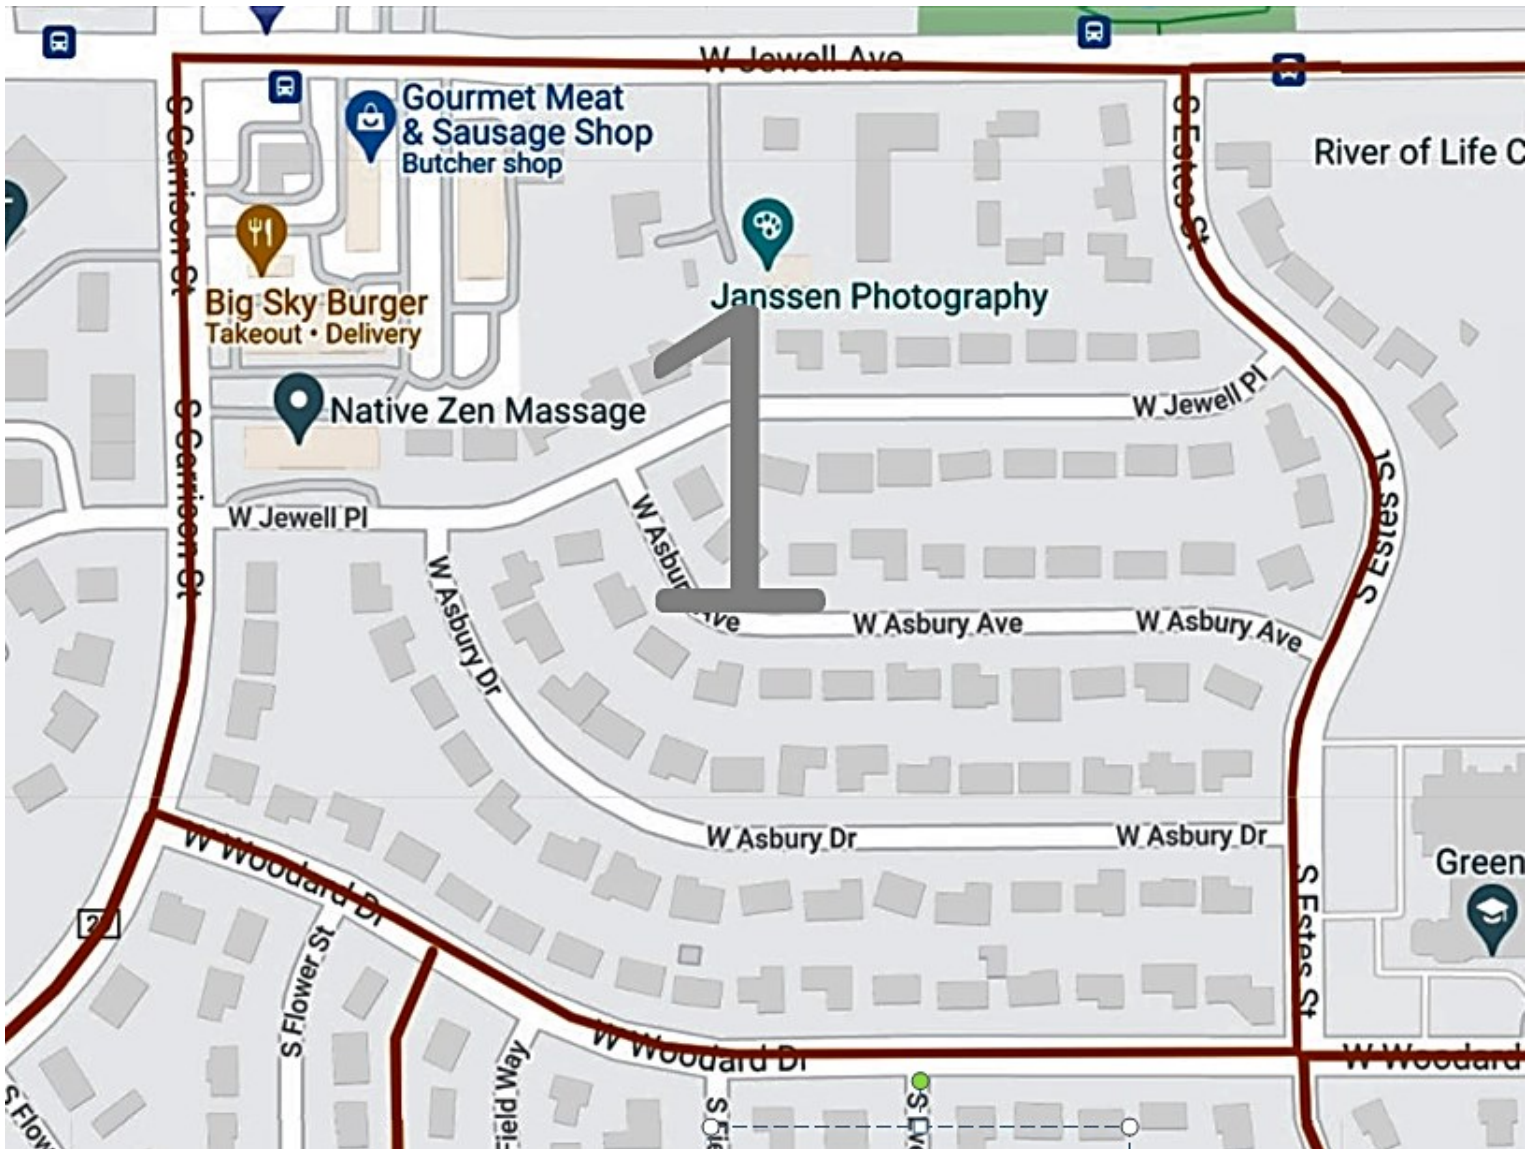 W Jewell Ave
Gourmet Meat
& Sausage Shop
Butcher shop
S Garrison St
S Estes St
River of Life C
Big Sky Burger
Takeout • Delivery
Janssen Photography
1
Native Zen Massage
W Jewell Pl
S Garrison St
W Jewell Pl
S Estes St
W Asbury Ave
W Asbury Ave
W Asbury Ave
W Asbury Dr
W Asbury Dr
W Asbury Dr
W Woodard Dr
Green
S Estes St
S Flower St
W Woodard Dr
W Woodard
Field Way
S Flow